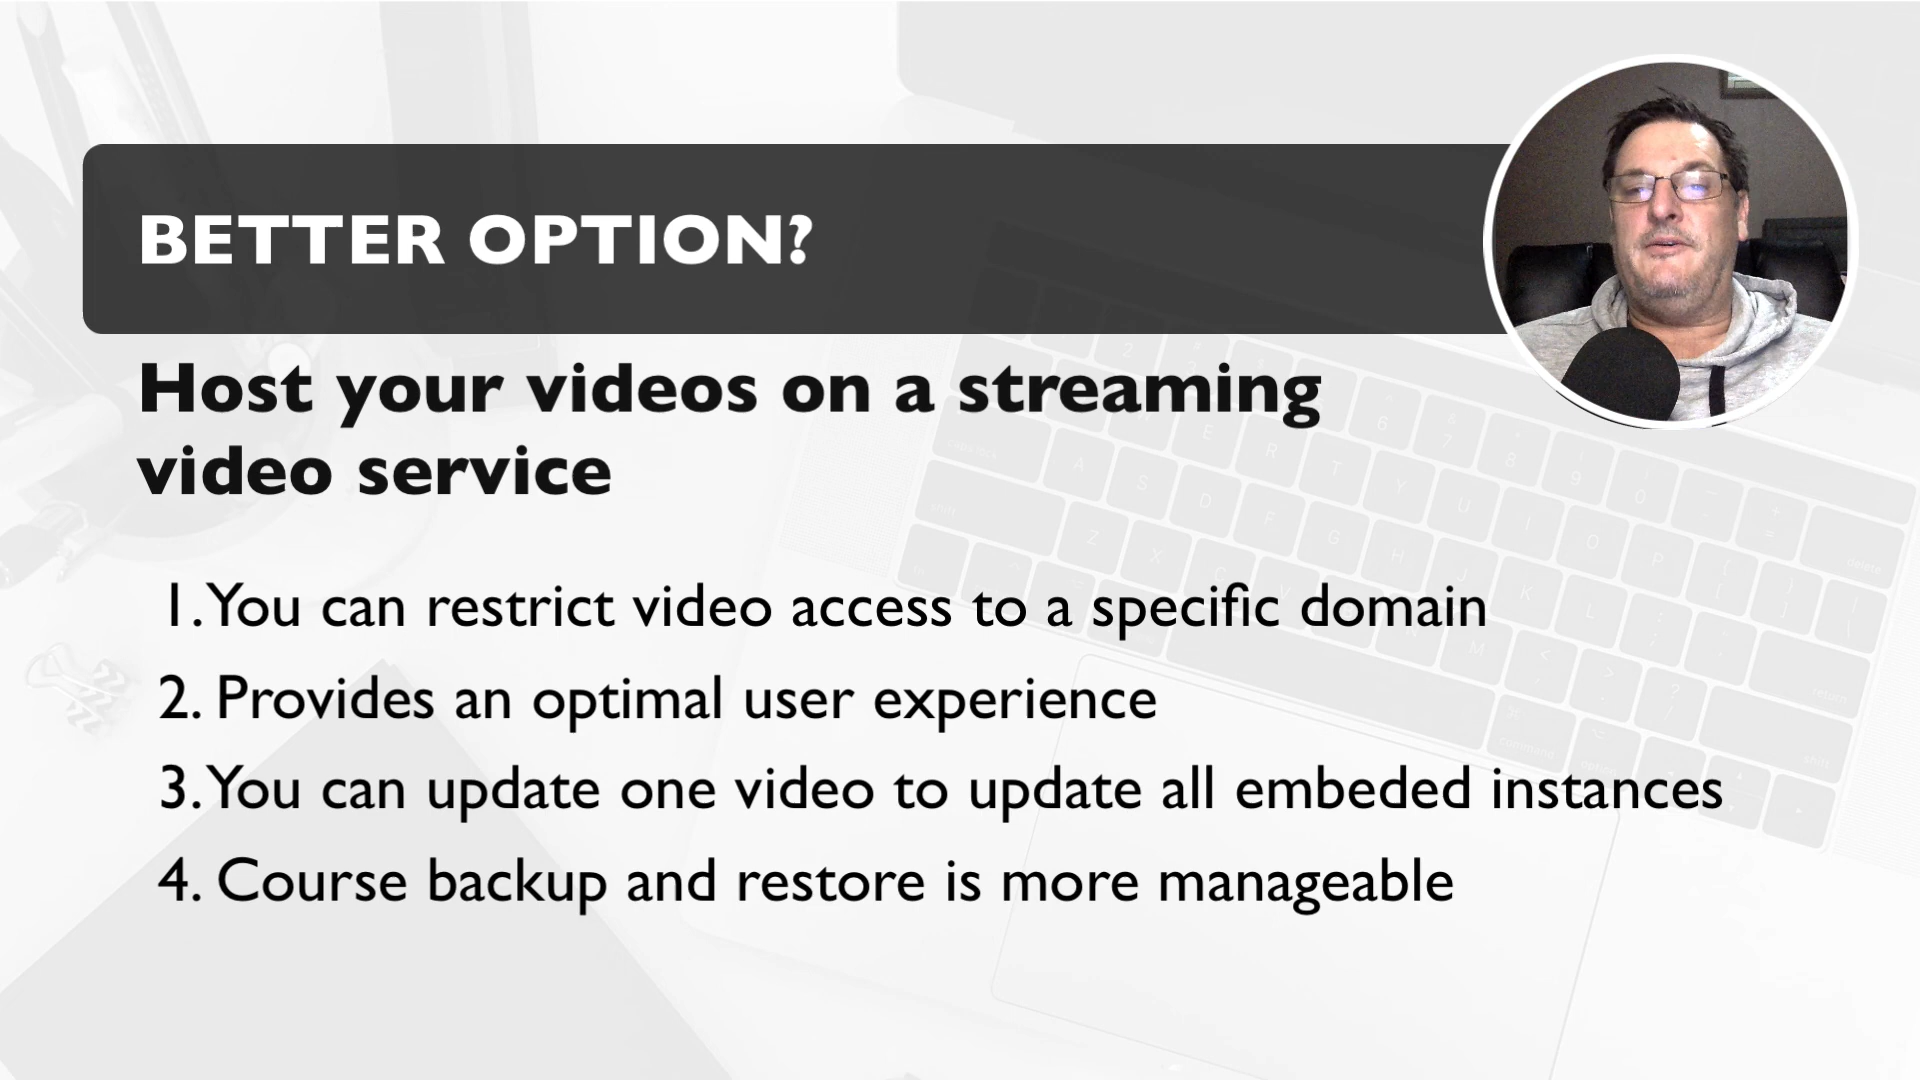 BETTER OPTION?
Host your videos on a streaming
video service
1. You can restrict video access to a specific domain
2. Provides an optimal user experience
3. You can update one video to update all embeded instances
4. Course backup and restore is more manageable